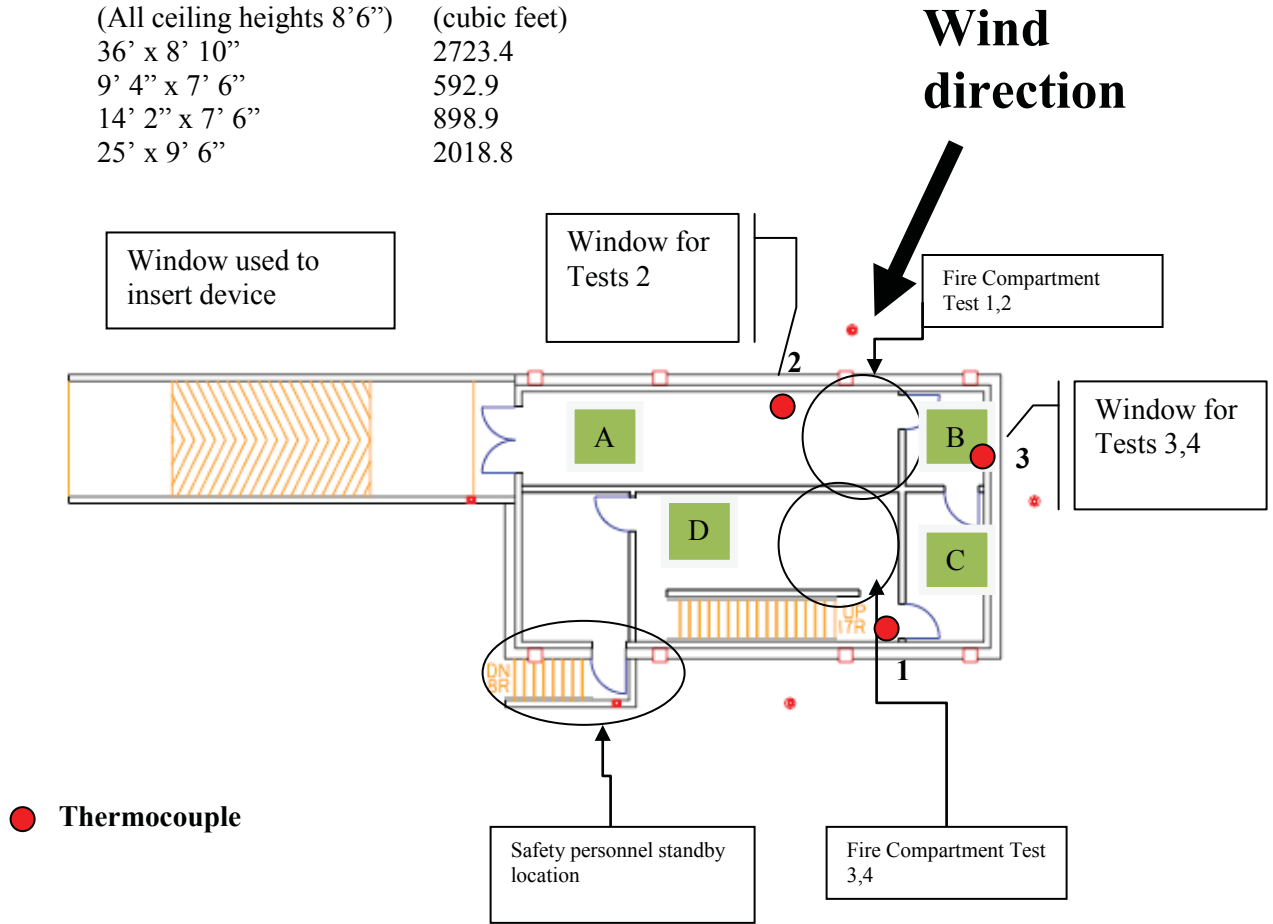 (All ceiling heights 8’6”) (cubic feet)
36’ x 8’ 10” 2723.4
9’ 4” x 7’ 6” 592.9
14’ 2” x 7’ 6” 898.9
25’ x 9’ 6” 2018.8
Wind
direction
Window used to
insert device
Window for
Tests 2
Fire Compartment
Test 1,2
Window for
Tests 3,4
2
A
B
3
D
C
UP
17R
1
DN
8R
Thermocouple
Safety personnel standby
location
Fire Compartment Test
3,4